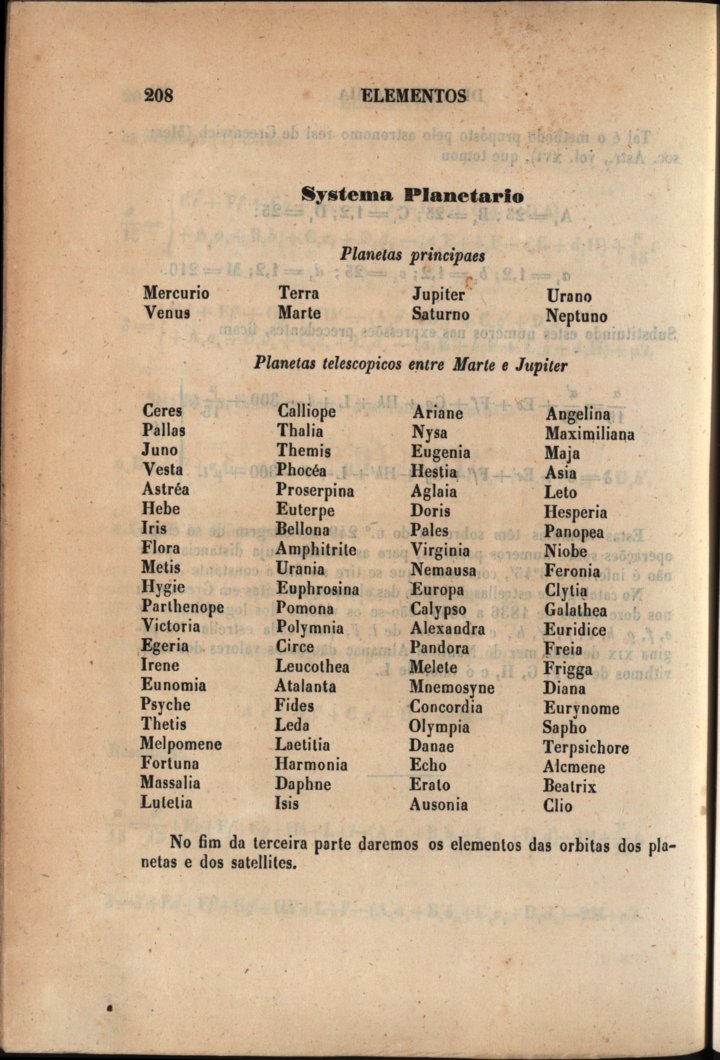 208 ELEMENTOS
Systema Planetario
Planetas principaes
Mercurio Terra Jupiter Urano
Venus Marte Saturno Neptuno
Planetas telescopicos entre Marte e Jupiter
Ceres Calliope Ariane Angelina
Pallas Thalia Nysa Maximiliana
Juno Themis Eugenia Maja
Vesta Phocéa Hestia Asia
Astréa Proserpina Aglaia Leto
Hebe Euterpe Doris Hesperia
Iris Bellona Pales Panopea
Flora Amphitrite Virginia Niobe
Metis Urania Nemausa Feronia
Hygie Euphrosina Europa Clytia
Parthenope Pomona Calypso Galathea
Victoria Polymnia Alexandra Euridice
Egeria Circe Pandora Freia
Irene Leucothea Melete Frigga
Eunomia Atalanta Mnemosyne Diana
Psyche Fides Concordia Eurynome
Thetis Leda Olympia Sapho
Melpomene Laetitia Danae Terpsichore
Fortuna Harmonia Echo Alcmene
Massalia Daphne Erato Beatrix
Lutetia Isis Ausonia Clio
No fim da terceira parte daremos os elementos das orbitas dos pla-
netas e dos satellites.